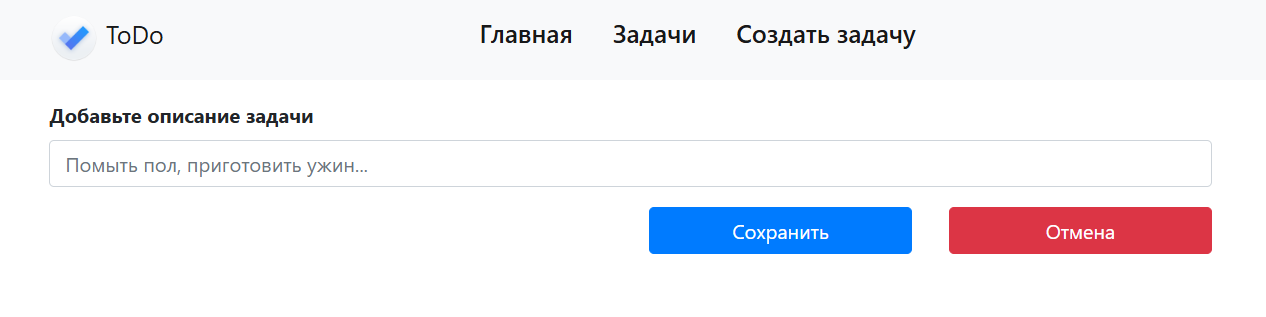 ToDo Главная Задачи Создать задачу
Добавьте описание задачи
Помыть пол, приготовить ужин...
Сохранить Отмена